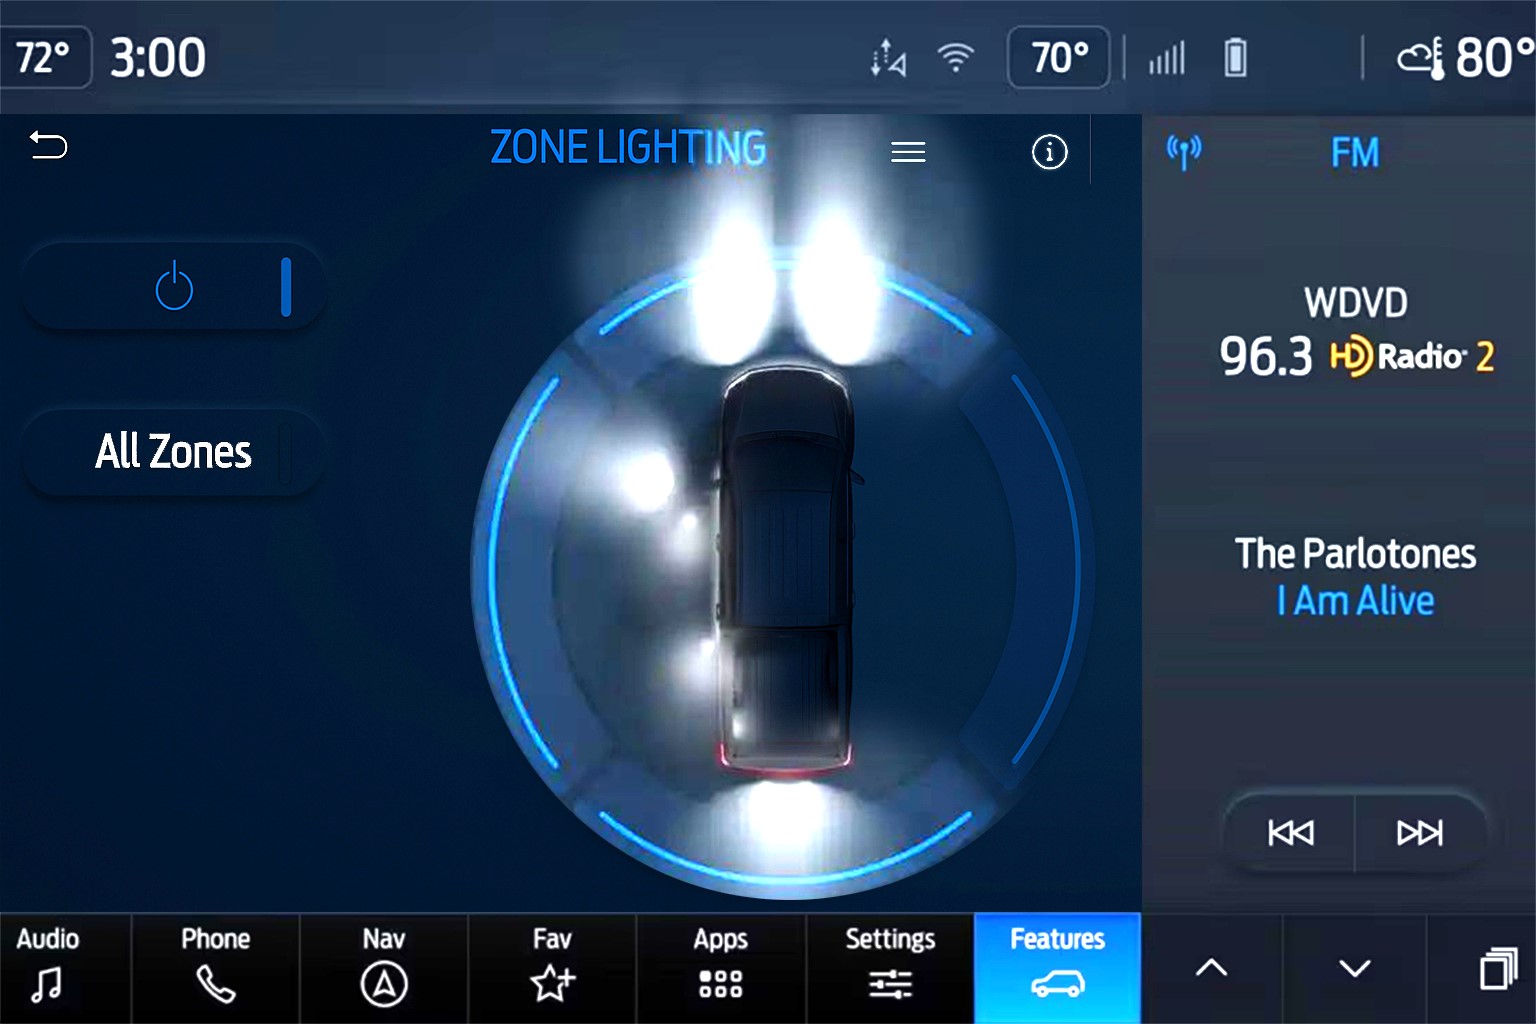 72° 3:00 70° 80°
ZONE LIGHTING
FM
All Zones
WDVD
96.3 HD Radio 2
The Parlotones
I Am Alive
Audio Phone Nav Fav Apps Settings Features